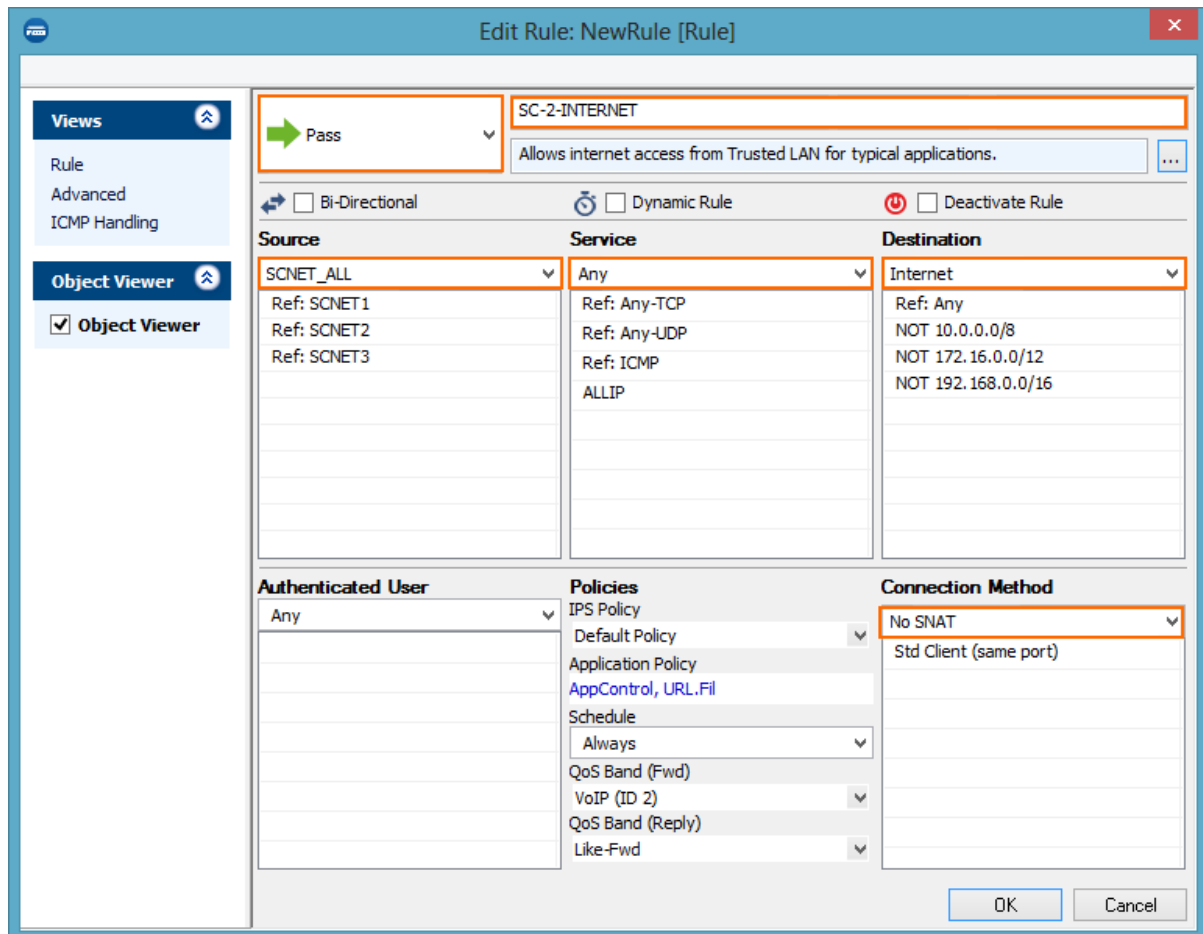 Edit Rule: NewRule [Rule]
Views
Rule
Advanced
ICMP Handling
Object Viewer
Object Viewer
Pass
SC-2-INTERNET
Allows internet access from Trusted LAN for typical applications.
...
Bi-Directional
Dynamic Rule
Deactivate Rule
Source
SCNET_ALL
Ref: SCNET1
Ref: SCNET2
Ref: SCNET3
Service
Any
Ref: Any-TCP
Ref: Any-UDP
Ref: ICMP
ALLIP
Destination
Internet
Ref: Any
NOT 10.0.0.0/8
NOT 172.16.0.0/12
NOT 192.168.0.0/16
Authenticated User
Any
Policies
IPS Policy
Default Policy
Application Policy
AppControl, URL.Fil
Schedule
Always
QoS Band (Fwd)
VoIP (ID 2)
QoS Band (Reply)
Like-Fwd
Connection Method
No SNAT
Std Client (same port)
OK
Cancel